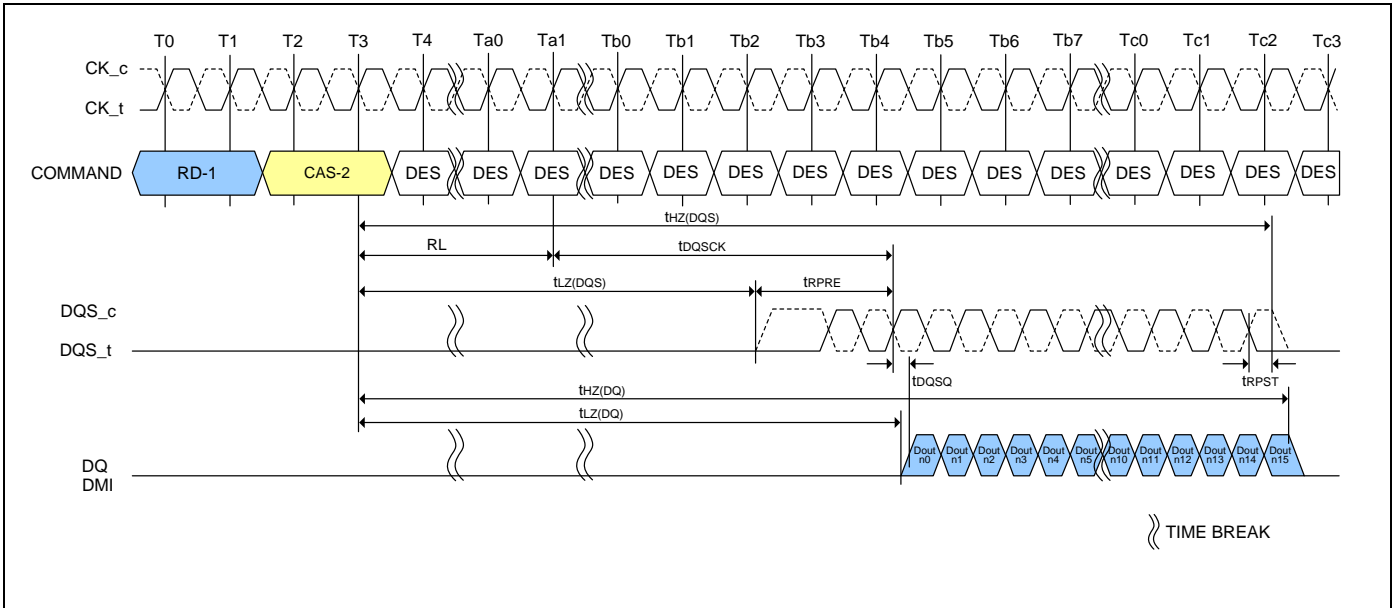 T0 T1 T2 T3 T4 Ta0 Ta1 Tb0 Tb1 Tb2 Tb3 Tb4 Tb5 Tb6 Tb7 Tc0 Tc1 Tc2 Tc3
CK_c
CK_t
COMMAND RD-1 CAS-2 DES DES DES DES DES DES DES DES DES DES DES DES DES DES DES
tHZ(DQS)
RL tDQSCK
tLZ(DQS) tRPRE
DQS_c
DQS_t
tDQSQ tRPST
tHZ(DQ)
tLZ(DQ)
Dout Dout Dout Dout Dout Dout Dout Dout Dout Dout Dout Dout
n0 n1 n2 n3 n4 n5 n10 n11 n12 n13 n14 n15
DQ
DMI
TIME BREAK